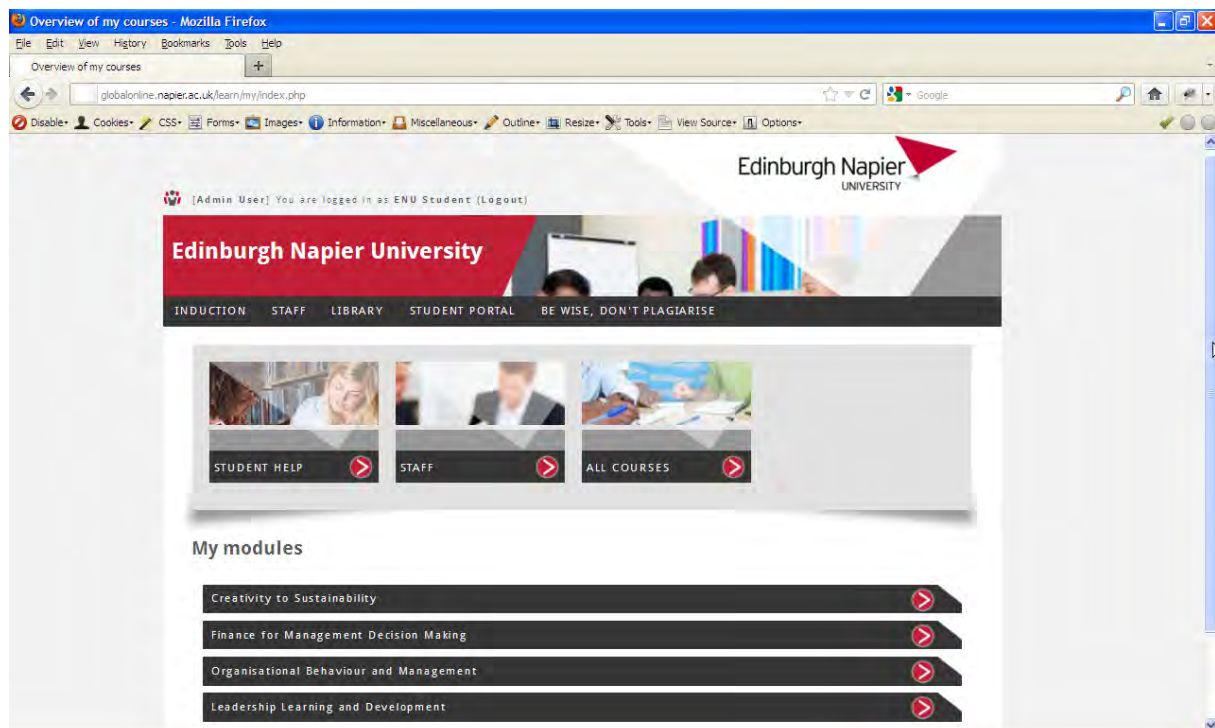 Overview of my courses - Mozilla Firefox
File Edit View History Bookmarks Tools Help
Overview of my courses +
globalonline.napier.ac.uk/learn/my/index.php Google
Disable Cookies CSS Forms Images Information Miscellaneous Outline Resize Tools View Source Options
Edinburgh Napier
UNIVERSITY
[Admin User] You are logged in as ENU Student (Logout)
Edinburgh Napier University
INDUCTION STAFF LIBRARY STUDENT PORTAL BE WISE, DON'T PLAGIARISE
STUDENT HELP STAFF ALL COURSES
My modules
Creativity to Sustainability
Finance for Management Decision Making
Organisational Behaviour and Management
Leadership Learning and Development